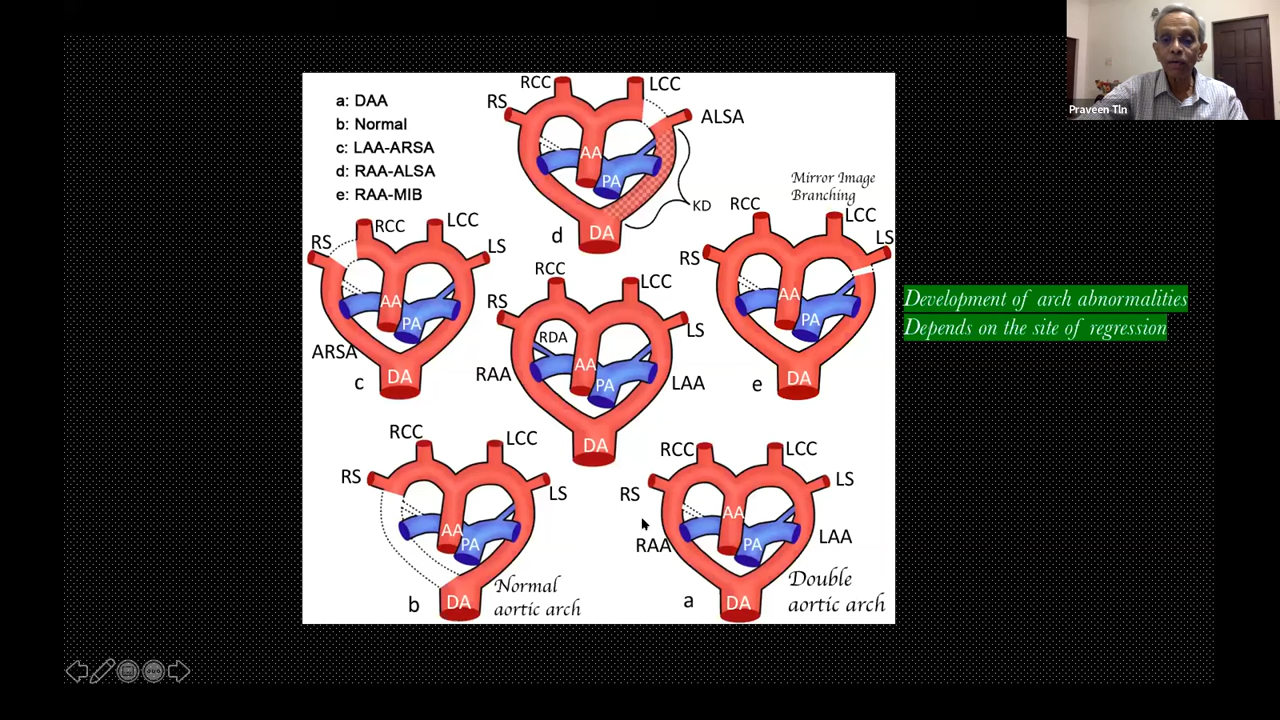 Praveen Tln
a: DAA
b: Normal
c: LAA-ARSA
d: RAA-ALSA
e: RAA-MIB
RCC
LCC
RS
ALSA
AA
PA
KD
DA
d
RCC
LCC
RS
LS
AA
PA
ARSA
DA
c
Mirror Image
Branching
RCC
LCC
RS
LS
AA
PA
DA
e
Development of arch abnormalities
Depends on the site of regression
RCC
LCC
RS
LS
RDA
AA
PA
RAA
LAA
DA
RCC
LCC
RS
LS
AA
PA
DA
b
Normal
aortic arch
RCC
LCC
RS
LS
AA
PA
RAA
LAA
DA
a
Double
aortic arch